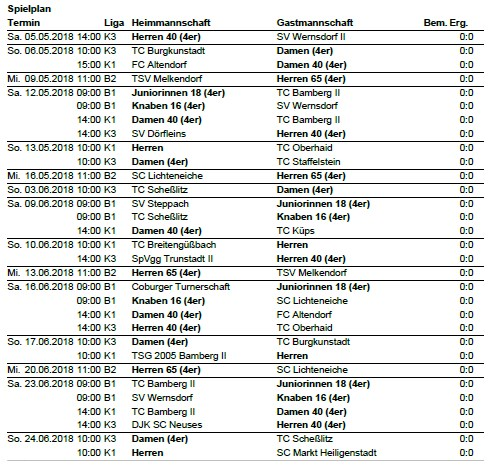 Spielplan
Termin Liga Heimmannschaft Gastmannschaft Bem. Erg.
Sa. 05.05.2018 14:00 K3 Herren 40 (4er) SV Wernsdorf II 0:0
So. 06.05.2018 10:00 K3 TC Burgkunstadt Damen (4er) 0:0
15:00 K1 FC Altendorf Damen 40 (4er) 0:0
Mi. 09.05.2018 11:00 B2 TSV Melkendorf Herren 65 (4er) 0:0
Sa. 12.05.2018 09:00 B1 Juniorinnen 18 (4er) TC Bamberg II 0:0
09:00 B1 Knaben 16 (4er) SV Wernsdorf 0:0
14:00 K1 Damen 40 (4er) TC Bamberg II 0:0
14:00 K3 SV Dörfleins Herren 40 (4er) 0:0
So. 13.05.2018 10:00 K1 Herren TC Oberhaid 0:0
10:00 K3 Damen (4er) TC Staffelstein 0:0
Mi. 16.05.2018 11:00 B2 SC Lichteneiche Herren 65 (4er) 0:0
So. 03.06.2018 10:00 K3 TC Scheßlitz Damen (4er) 0:0
Sa. 09.06.2018 09:00 B1 SV Steppach Juniorinnen 18 (4er) 0:0
09:00 B1 TC Scheßlitz Knaben 16 (4er) 0:0
14:00 K1 Damen 40 (4er) TC Küps 0:0
So. 10.06.2018 10:00 K1 TC Breitengüßbach Herren 0:0
14:00 K3 SpVgg Trunstadt II Herren 40 (4er) 0:0
Mi. 13.06.2018 11:00 B2 Herren 65 (4er) TSV Melkendorf 0:0
Sa. 16.06.2018 09:00 B1 Coburger Turnerschaft Juniorinnen 18 (4er) 0:0
09:00 B1 Knaben 16 (4er) SC Lichteneiche 0:0
14:00 K1 Damen 40 (4er) FC Altendorf 0:0
14:00 K3 Herren 40 (4er) TC Oberhaid 0:0
So. 17.06.2018 10:00 K3 Damen (4er) TC Burgkunstadt 0:0
10:00 K1 TSG 2005 Bamberg II Herren 0:0
Mi. 20.06.2018 11:00 B2 Herren 65 (4er) SC Lichteneiche 0:0
Sa. 23.06.2018 09:00 B1 TC Bamberg II Juniorinnen 18 (4er) 0:0
09:00 B1 SV Wernsdorf Knaben 16 (4er) 0:0
14:00 K1 TC Bamberg II Damen 40 (4er) 0:0
14:00 K3 DJK SC Neuses Herren 40 (4er) 0:0
So. 24.06.2018 10:00 K3 Damen (4er) TC Scheßlitz 0:0
10:00 K1 Herren SC Markt Heiligenstadt 0:0